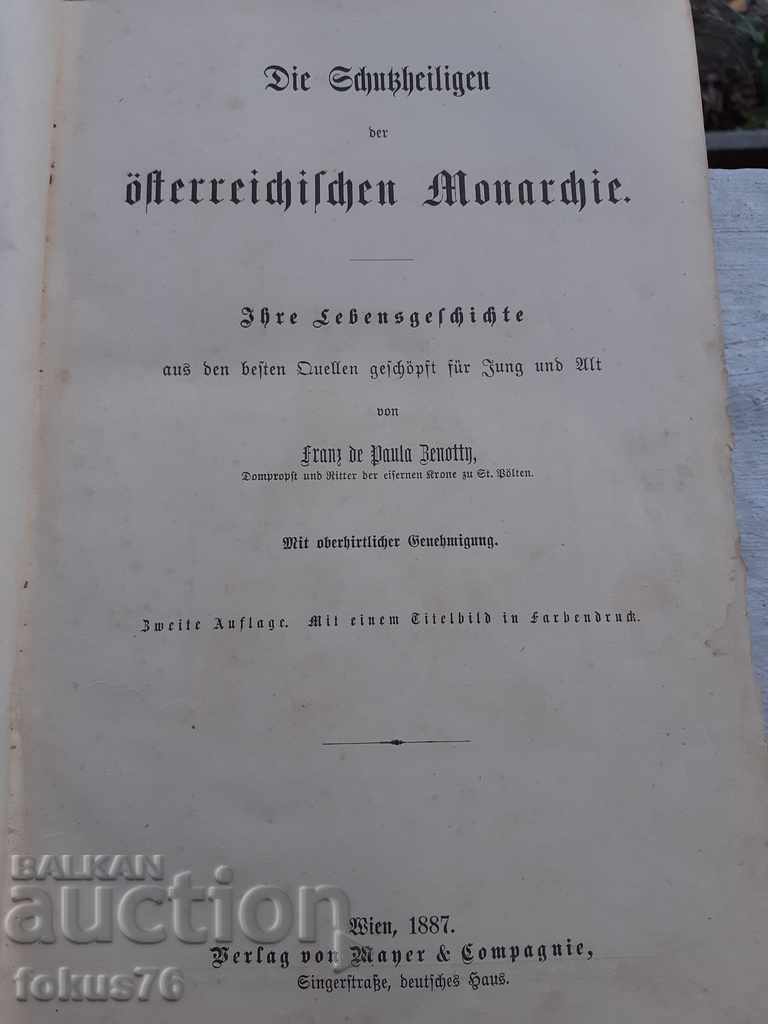 Die Schutzheiligen
der
österreichischen Monarchie.
Ihre Lebensgeschichte
aus den besten Quellen geschöpft für Jung und Alt
von
Franz de Paula Zenotty,
Dompropst und Ritter der eisernen Krone zu St. Pölten.
Mit oberhirtlicher Genehmigung.
Zweite Auflage. Mit einem Titelbild in Farbendruck.
Wien, 1887.
Verlag von Mayer & Compagnie,
Singerstraße, deutsches Haus.
BALKAN
auction
fokus76